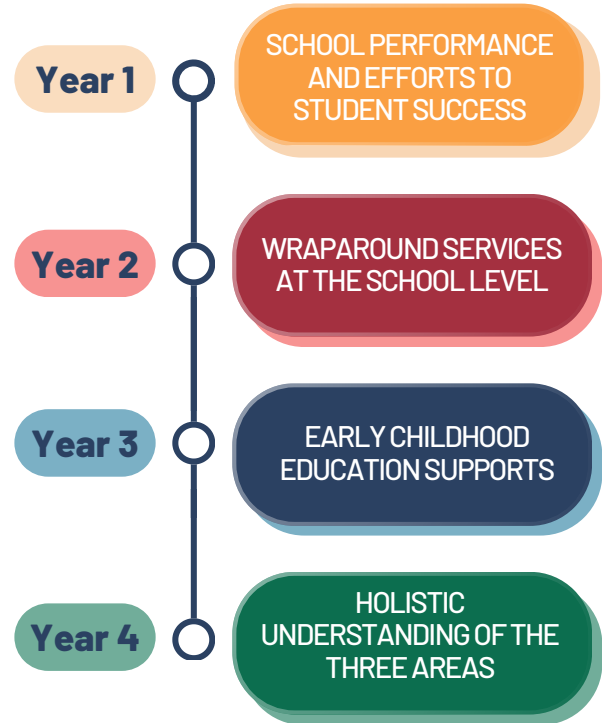 Year 1
SCHOOL PERFORMANCE
AND EFFORTS TO
STUDENT SUCCESS
Year 2
WRAPAROUND SERVICES
AT THE SCHOOL LEVEL
Year 3
EARLY CHILDHOOD
EDUCATION SUPPORTS
Year 4
HOLISTIC
UNDERSTANDING OF THE
THREE AREAS